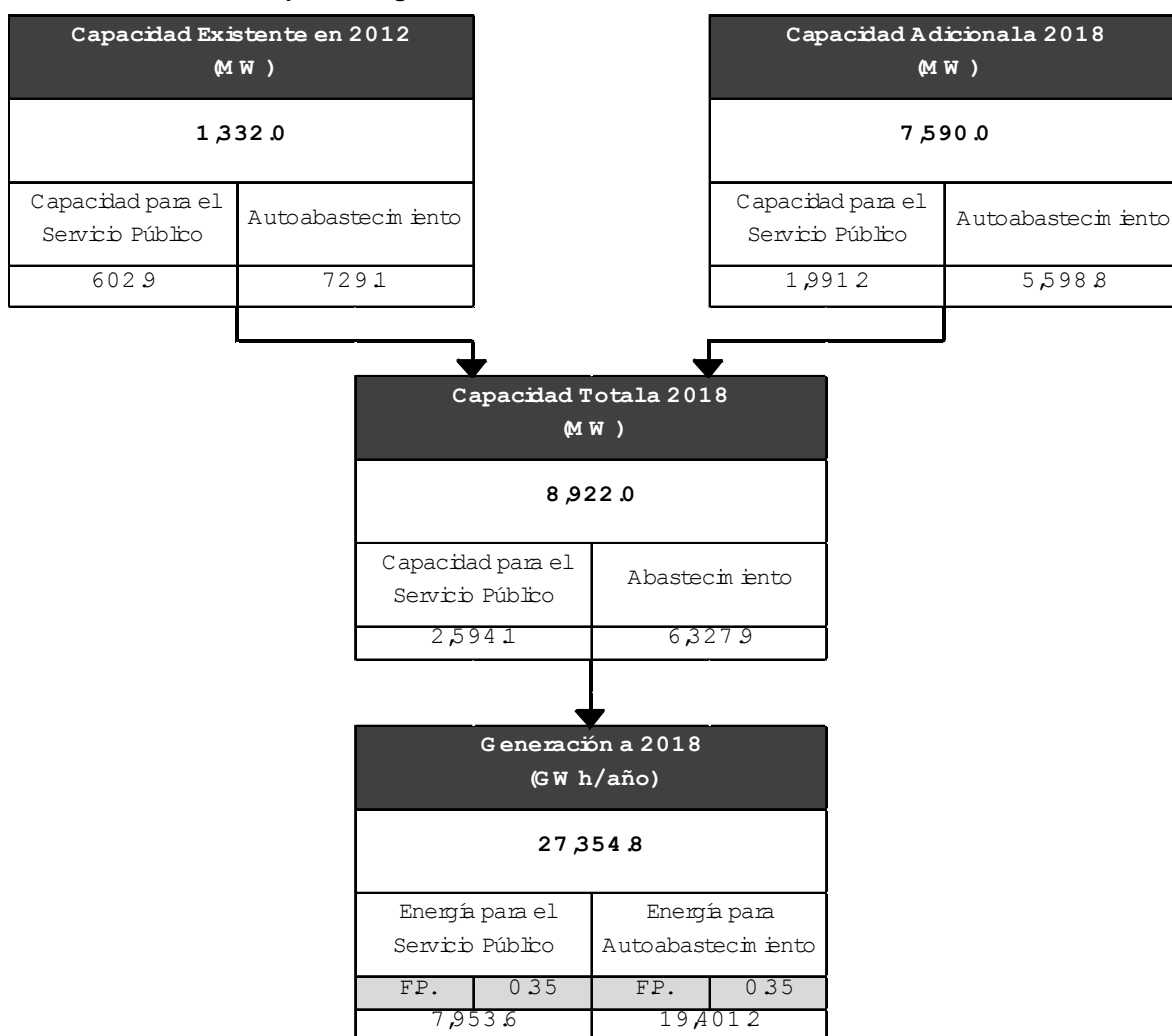 Capacidad Existente en 2012
(MW)
1,332.0
Capacidad para el
Servicio Público
Autoabastecimiento
602.9
729.1
Capacidad Adicional a 2018
(MW)
7,590.0
Capacidad para el
Servicio Público
Autoabastecimiento
1,991.2
5,598.8
Capacidad Total a 2018
(MW)
8,922.0
Capacidad para el
Servicio Público
Abastecimiento
2,594.1
6,327.9
Generación a 2018
(GWh/año)
27,354.8
Energía para el
Servicio Público
Energía para
Autoabastecimiento
F.P. 0.35
F.P. 0.35
7,953.6
19,401.2